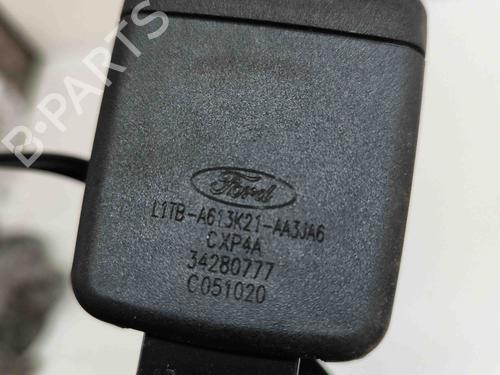 B-PARTS
Ford
L1TB-A613K21-AA3JA6
CXP4A
34280777
C051020